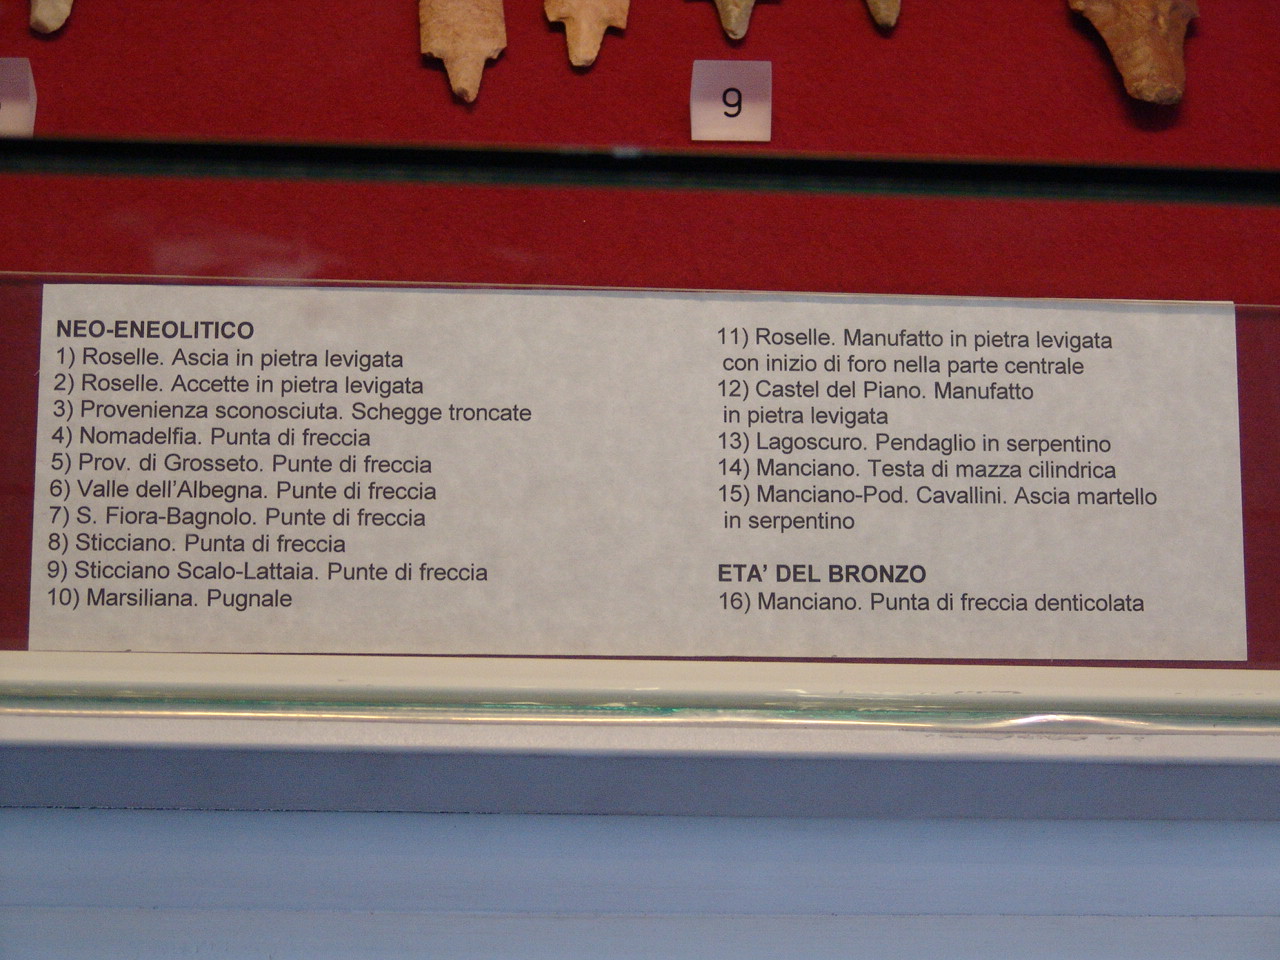 9
NEO-ENEOLITICO
1) Roselle. Ascia in pietra levigata
2) Roselle. Accette in pietra levigata
3) Provenienza sconosciuta. Schegge troncate
4) Nomadelfia. Punta di freccia
5) Prov. di Grosseto. Punte di freccia
6) Valle dell'Albegna. Punte di freccia
7) S. Fiora-Bagnolo. Punte di freccia
8) Sticciano. Punta di freccia
9) Sticciano Scalo-Lattaia. Punte di freccia
10) Marsiliana. Pugnale
11) Roselle. Manufatto in pietra levigata
con inizio di foro nella parte centrale
12) Castel del Piano. Manufatto
in pietra levigata
13) Lagoscuro. Pendaglio in serpentino
14) Manciano. Testa di mazza cilindrica
15) Manciano-Pod. Cavallini. Ascia martello
in serpentino
ETA' DEL BRONZO
16) Manciano. Punta di freccia denticolata